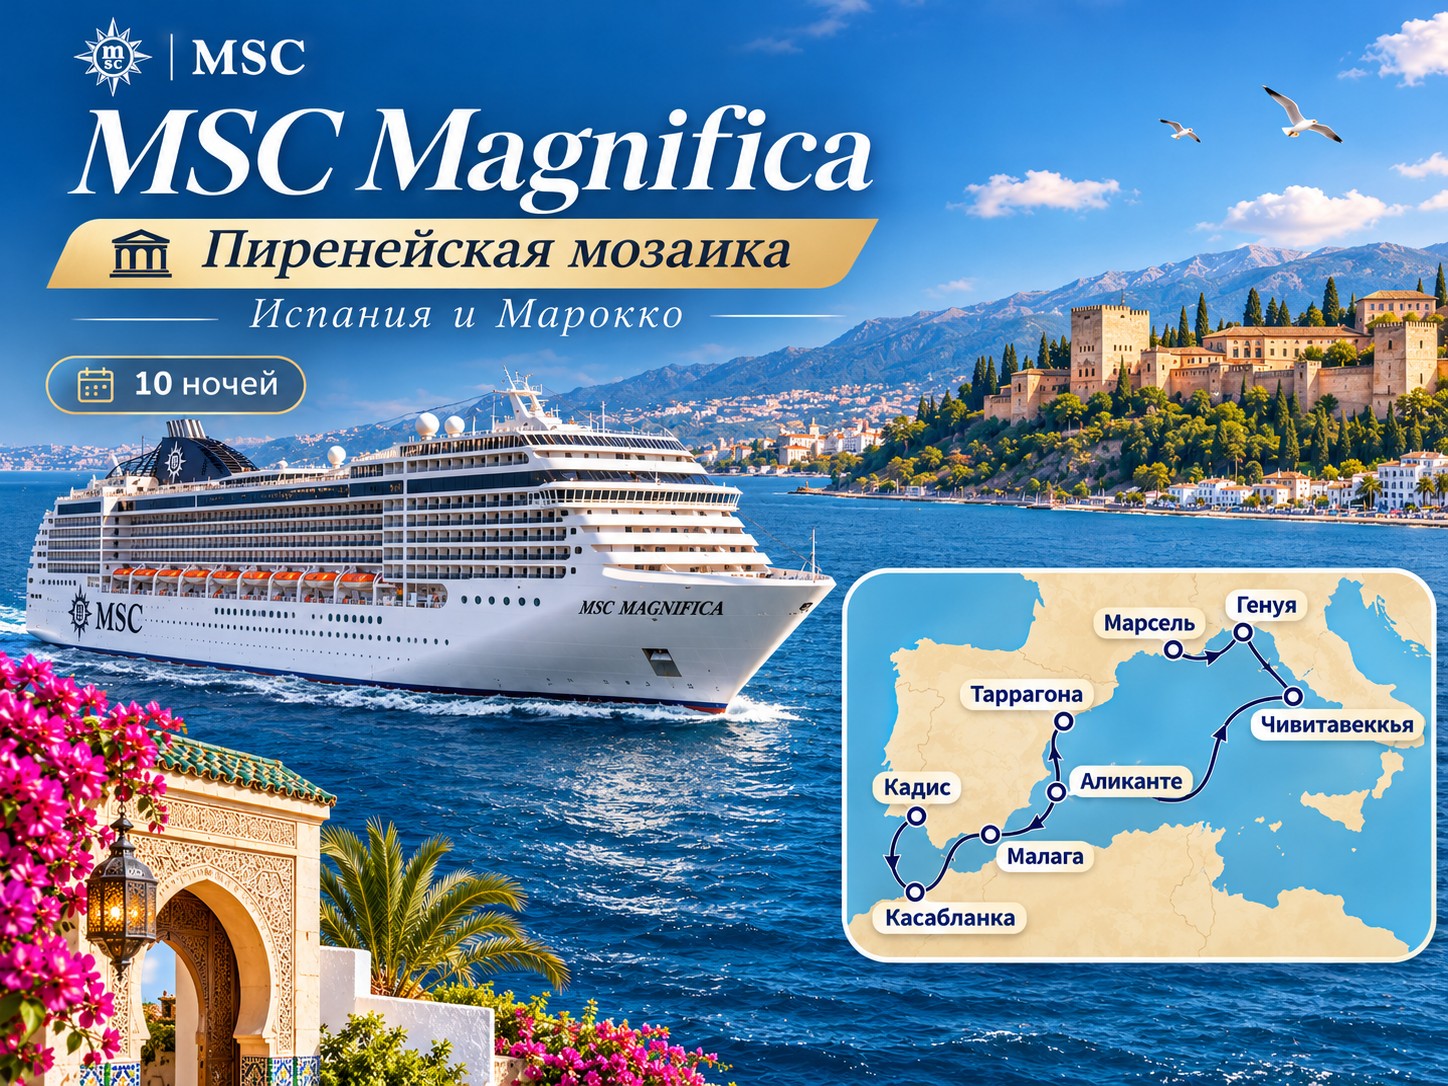 m
sc
MSC
MSC Magnifica
Пиренейская мозаика
Испания и Марокко
10 ночей
MSC
MSC MAGNIFICA
Генуя
Марсель
Таррагона
Чивитавеккья
Кадис
Аликанте
Малага
Касабланка